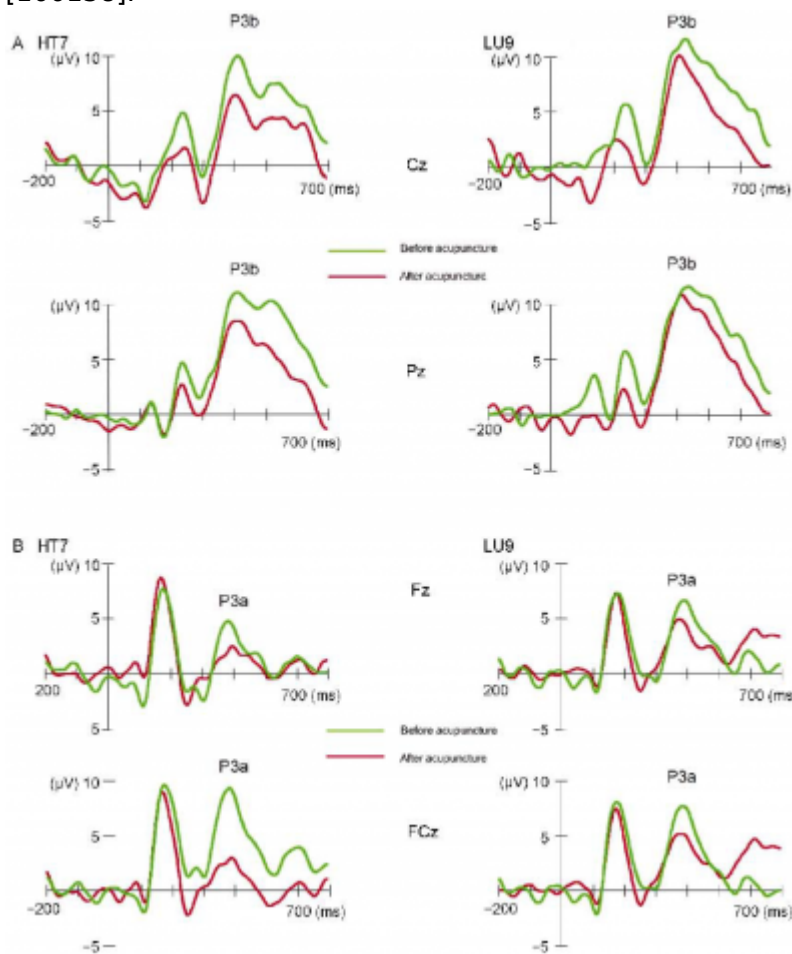 P3b P3b
A HT7 LU9
(μV) 10 (μV) 10
5 5
Cz
−200 700 (ms) −200 700 (ms)
−5 −5
Before acupuncture
After acupuncture
P3b P3b
(μV) 10 (μV) 10
5 5
Pz
−200 700 (ms) −200 700 (ms)
−5 −5
B HT7 LU9
(μV) 10 Fz (μV) 10
P3a P3a
5 5
200 700 (ms) 200 700 (ms)
5 −5
Before acupuncture
After acupuncture
P3a P3a
(μV) 10 (μV) 10
5 FCz 5
−200 700 (ms) −200 700 (ms)
−5 −5